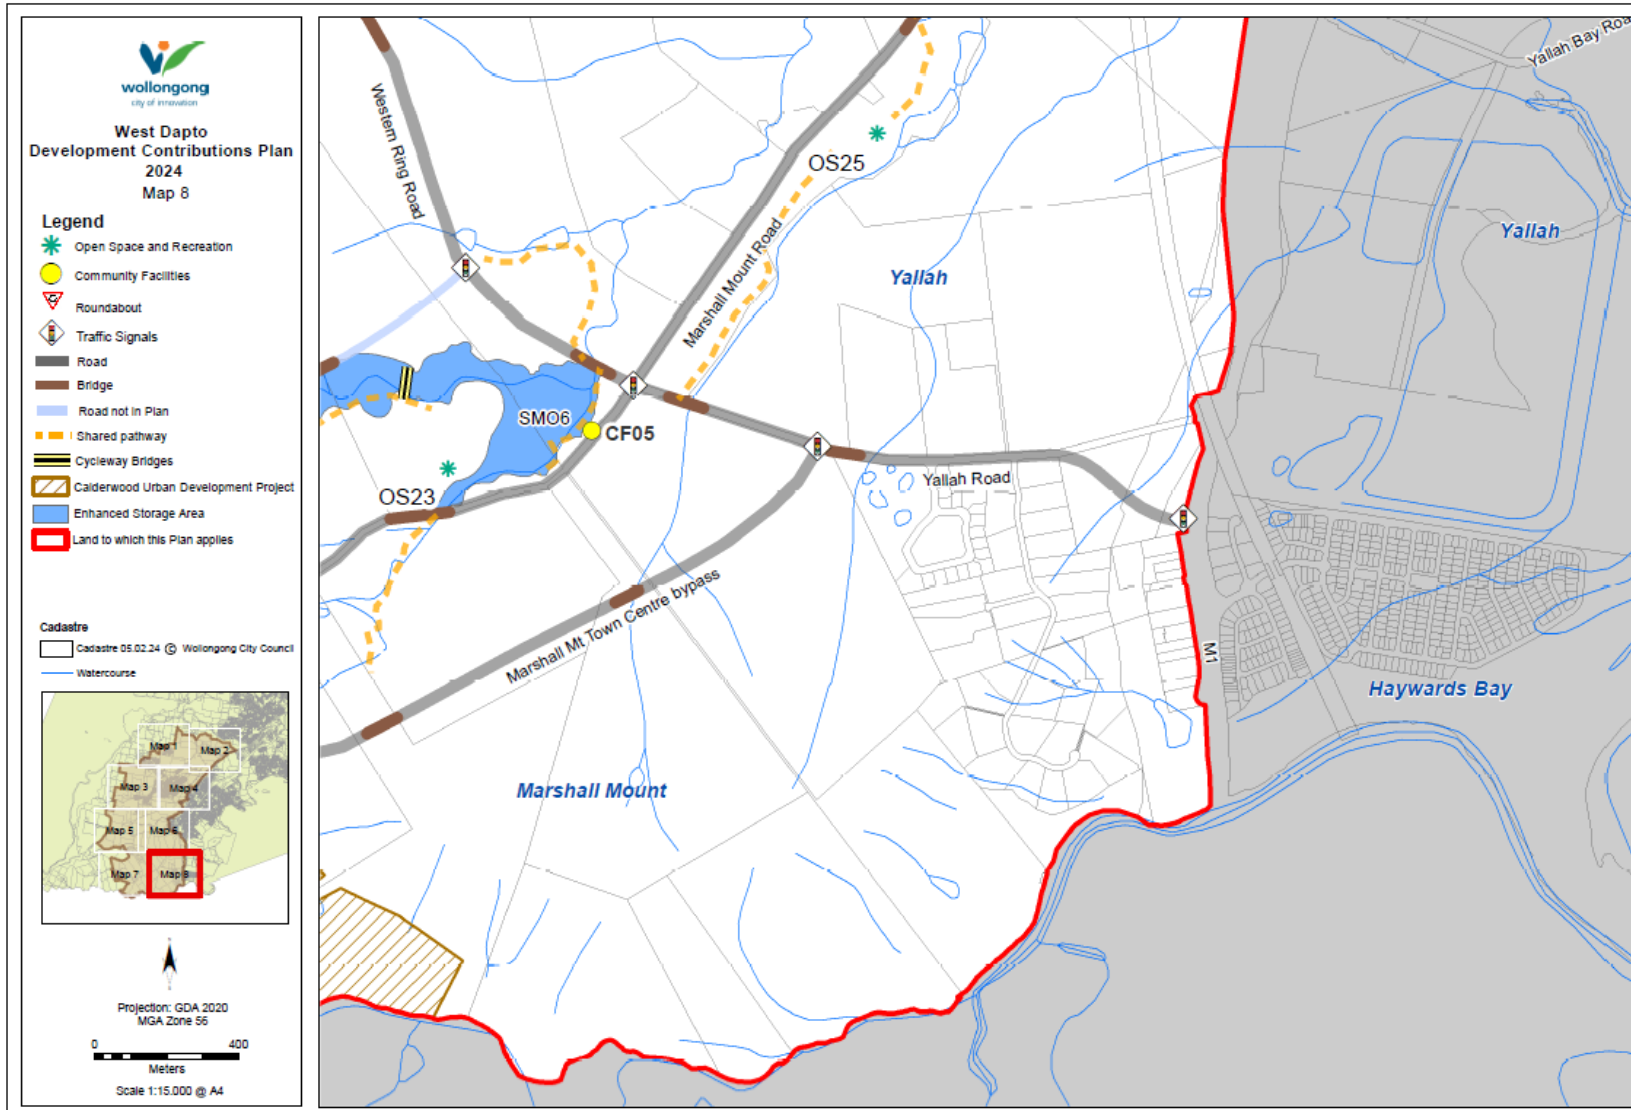 wollongong
city of innovation
West Dapto
Development Contributions Plan
2024
Map 8
Legend
Open Space and Recreation
Community Facilities
Roundabout
Traffic Signals
Road
Bridge
Road not in Plan
Shared pathway
Cycleway Bridges
Calderwood Urban Development Project
Enhanced Storage Area
Land to which this Plan applies
Cadastre
Cadastre 05.02.24 © Wollongong City Council
Watercourse
Map 1
Map 2
Map 3
Map 4
Map 5
Map 6
Map 7
Map 8
Projection: GDA 2020
MGA Zone 56
0 400
Meters
Scale 1:15.000 @ A4
Yallah Bay Roa
Western Ring Road
OS25
Marshall Mount Road
Yallah
Yallah
SMO6
CF05
OS23
Yallah Road
Marshall Mt Town Centre bypass
M1
Haywards Bay
Marshall Mount